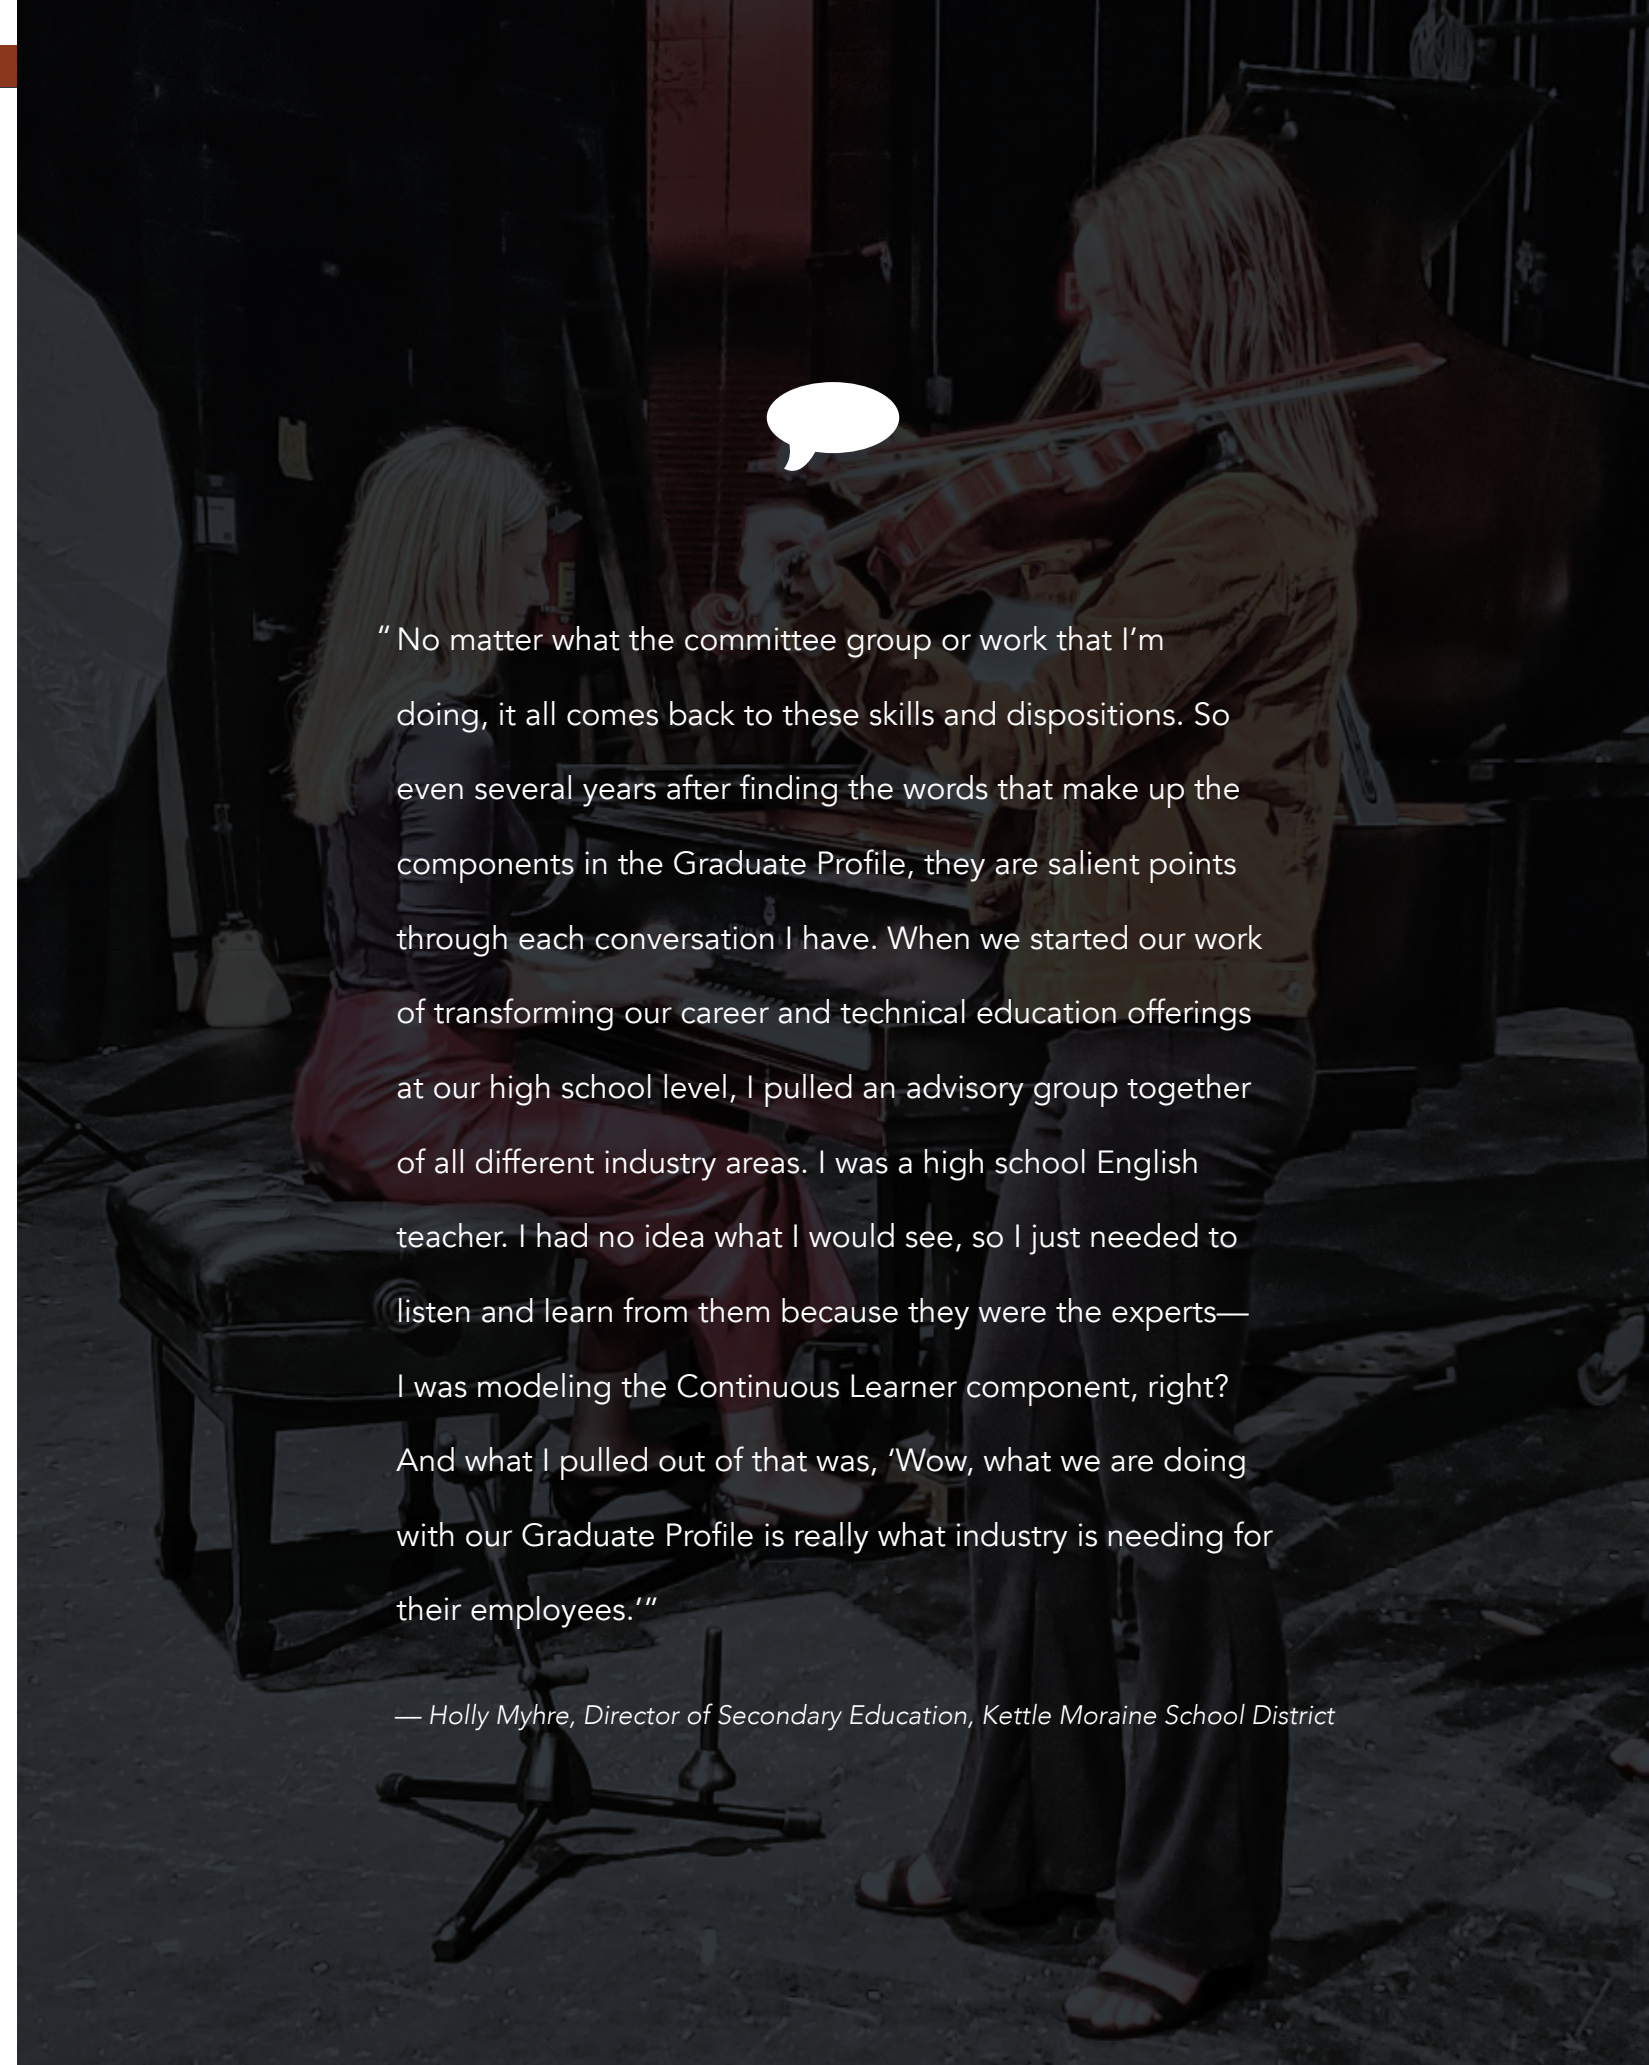 “No matter what the committee group or work that I’m
doing, it all comes back to these skills and dispositions. So
even several years after finding the words that make up the
components in the Graduate Profile, they are salient points
through each conversation I have. When we started our work
of transforming our career and technical education offerings
at our high school level, I pulled an advisory group together
of all different industry areas. I was a high school English
teacher. I had no idea what I would see, so I just needed to
listen and learn from them because they were the experts—
I was modeling the Continuous Learner component, right?
And what I pulled out of that was, ‘Wow, what we are doing
with our Graduate Profile is really what industry is needing for
their employees.’”
— Holly Myhre, Director of Secondary Education, Kettle Moraine School District